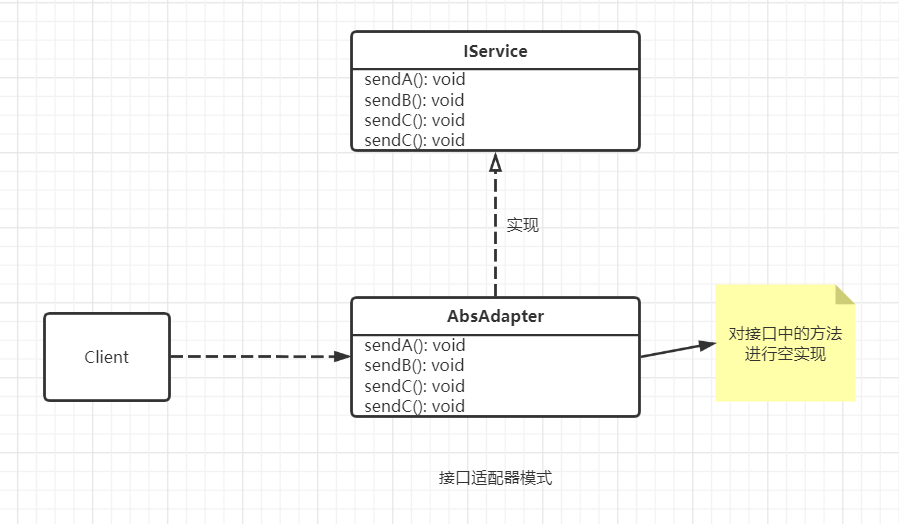 IService
sendA(): void
sendB(): void
sendC(): void
sendC(): void
实现
AbsAdapter
sendA(): void
sendB(): void
sendC(): void
sendC(): void
Client
对接口中的方法
进行空实现
接口适配器模式